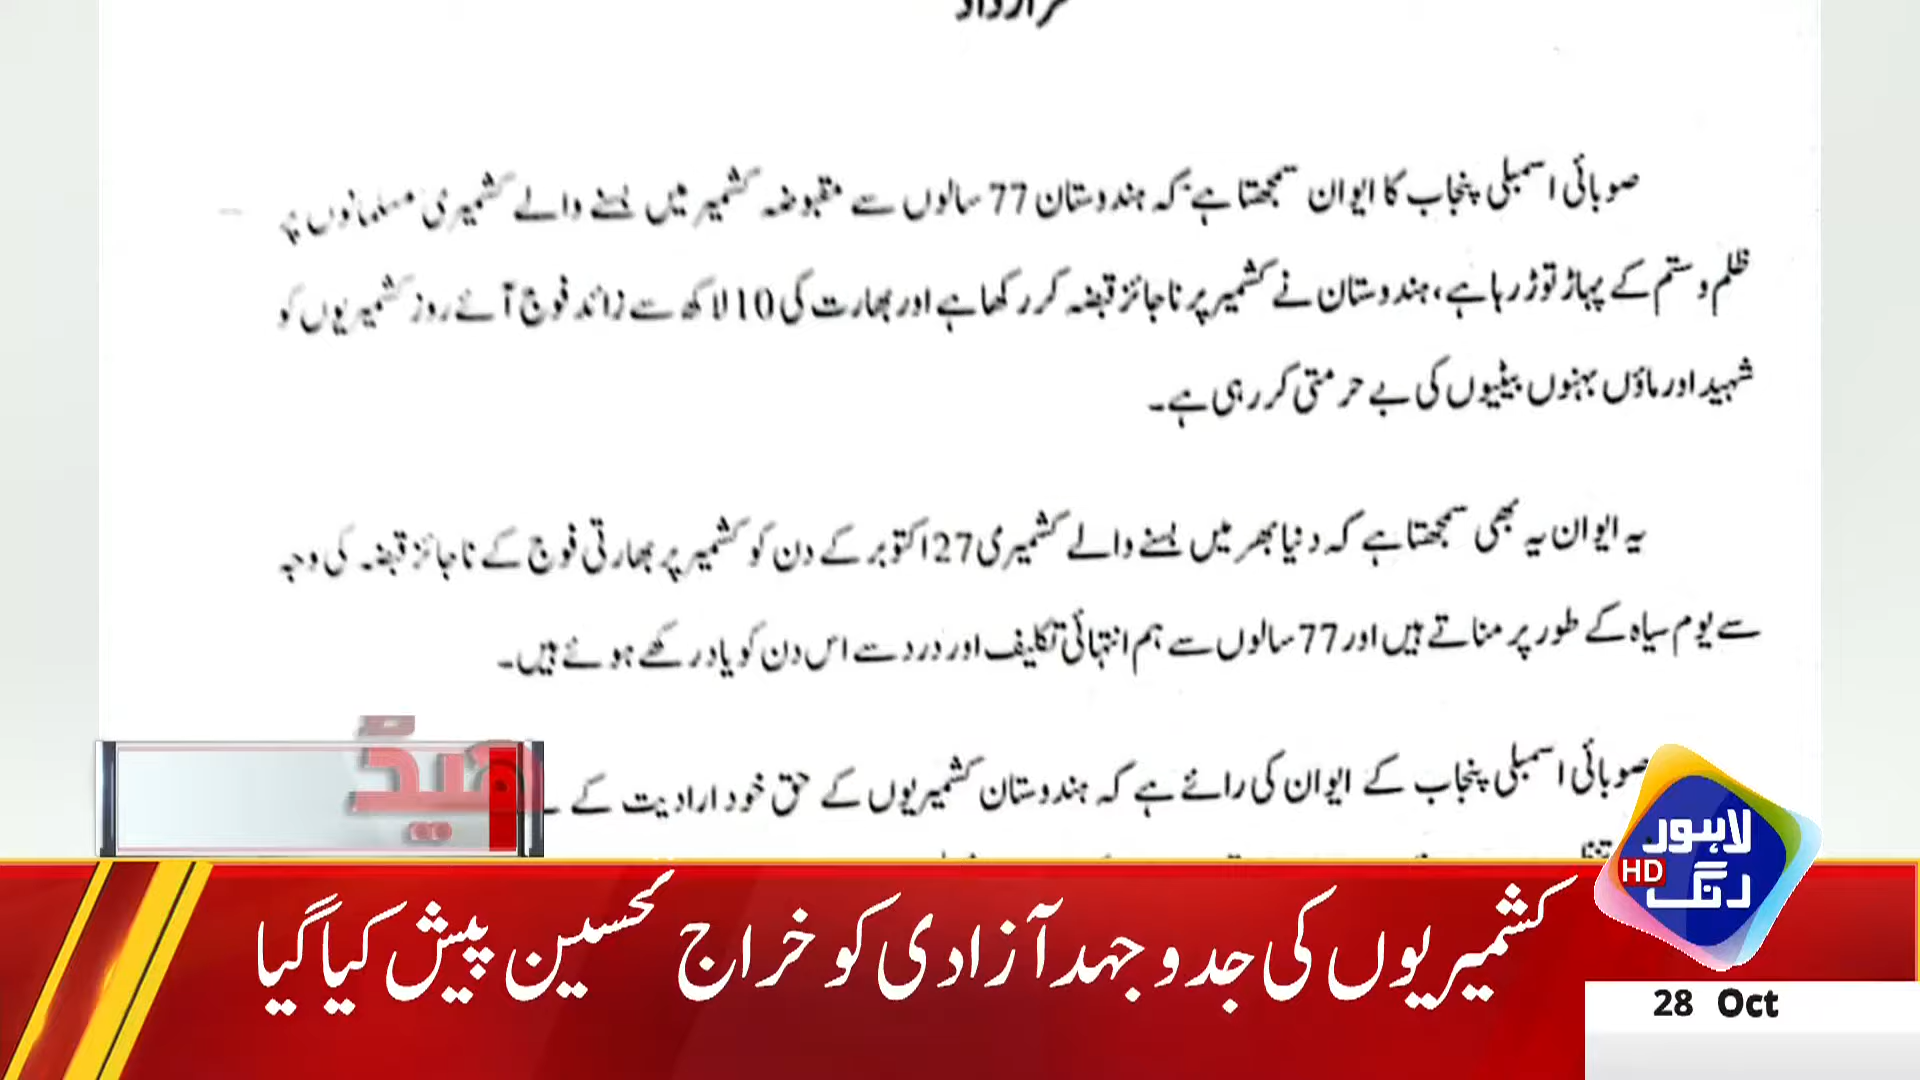 قرارداد
صوبائی اسمبلی پنجاب کا ایوان سمجھتا ہے کہ ہندوستان 77 سالوں سے مقبوضہ کشمیر میں بسنے والے کشمیری مسلمانوں پر
ظلم و ستم کے پہاڑ توڑ رہا ہے، ہندوستان نے کشمیر پر ناجائز قبضہ کر رکھا ہے اور بھارت کی 10 لاکھ سے زائد فوج آئے روز کشمیریوں کو
شہید اور ماؤں بہنوں بیٹیوں کی بے حرمتی کر رہی ہے۔
یہ ایوان یہ بھی سمجھتا ہے کہ دنیا بھر میں بسنے والے کشمیری 27 اکتوبر کے دن کو کشمیر پر بھارتی فوج کے ناجائز قبضہ کی وجہ
سے یوم سیاہ کے طور پر مناتے ہیں اور 77 سالوں سے ہم انتہائی تکلیف اور درد سے اس دن کو یاد رکھے ہوئے ہیں۔
صوبائی اسمبلی پنجاب کے ایوان کی رائے ہے کہ ہندوستان کشمیریوں کے حق خود ارادیت کے
ہیڈ
لاہور
رنگ
HD
کشمیریوں کی جدوجہد آزادی کو خراج تحسین پیش کیا گیا
28 Oct